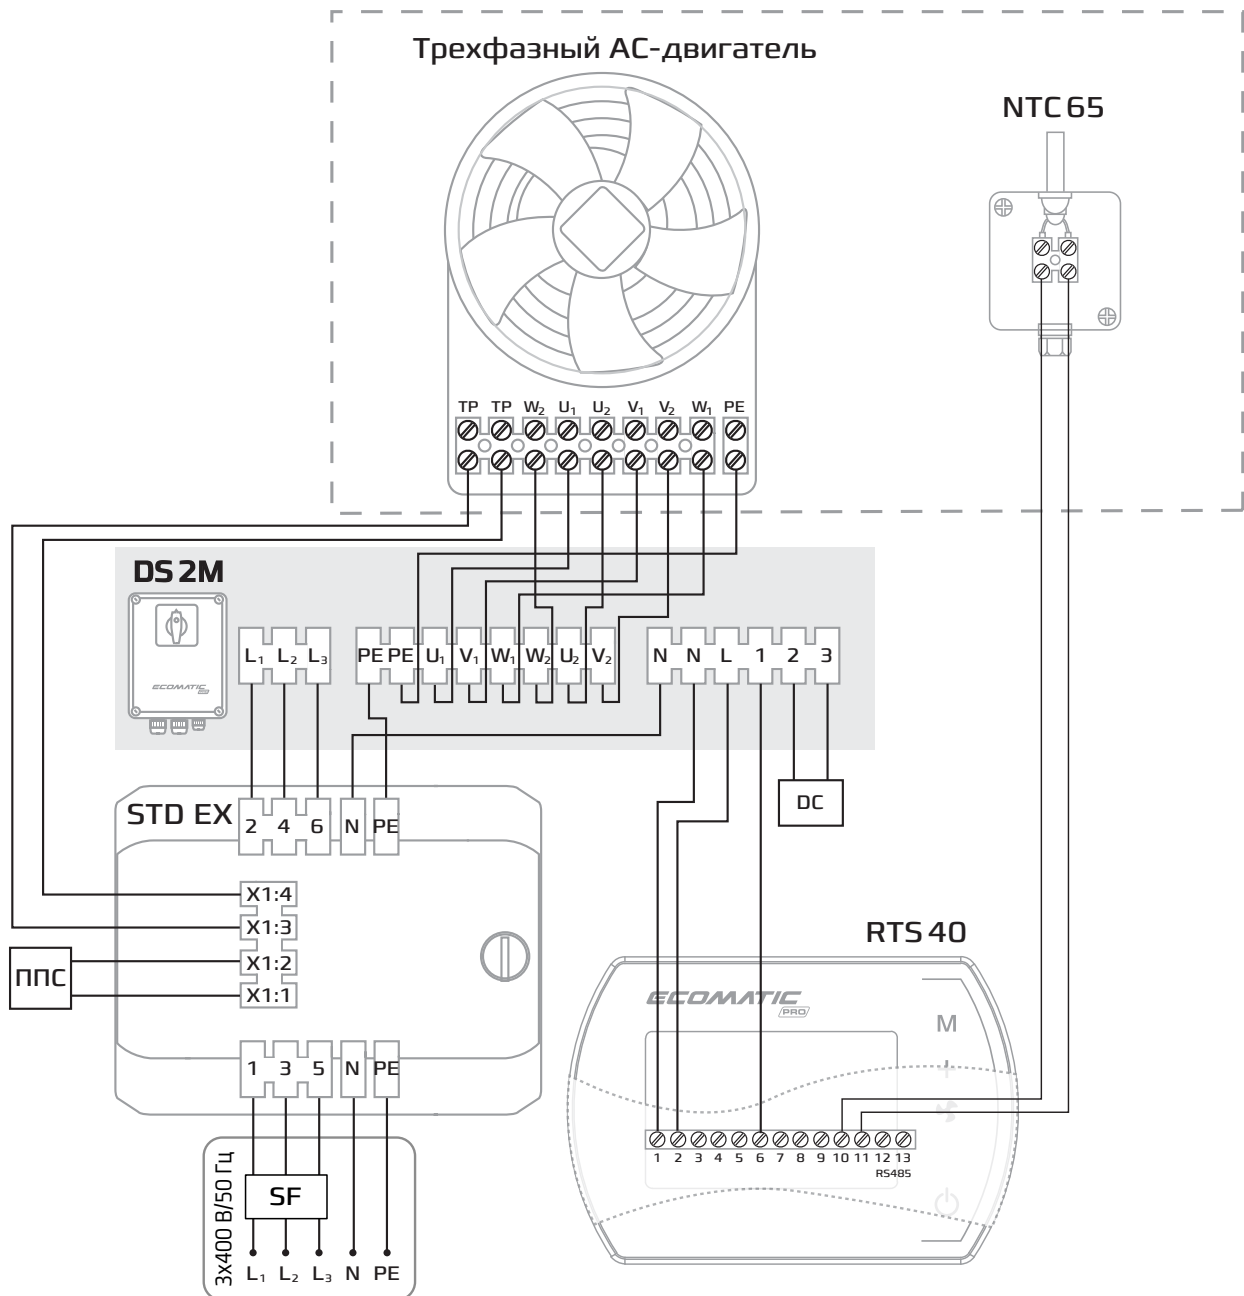 Трехфазный АС-двигатель
NTC 65
TP TP W₂ U₁ U₂ V₁ V₂ W₁ PE
DS 2M
L₁ L₂ L₃ PE PE U₁ V₁ W₁ W₂ U₂ V₂ N N L 1 2 3
ECOMATIC
STD EX
2 4 6 N PE
DC
X1:4
X1:3
X1:2
X1:1
ППС
RTS 40
ECOMATIC
PRO
M
+
1 3 5 N PE
1 2 3 4 5 6 7 8 9 10 11 12 13
RS485
3х400 В/50 Гц
SF
L₁ L₂ L₃ N PE